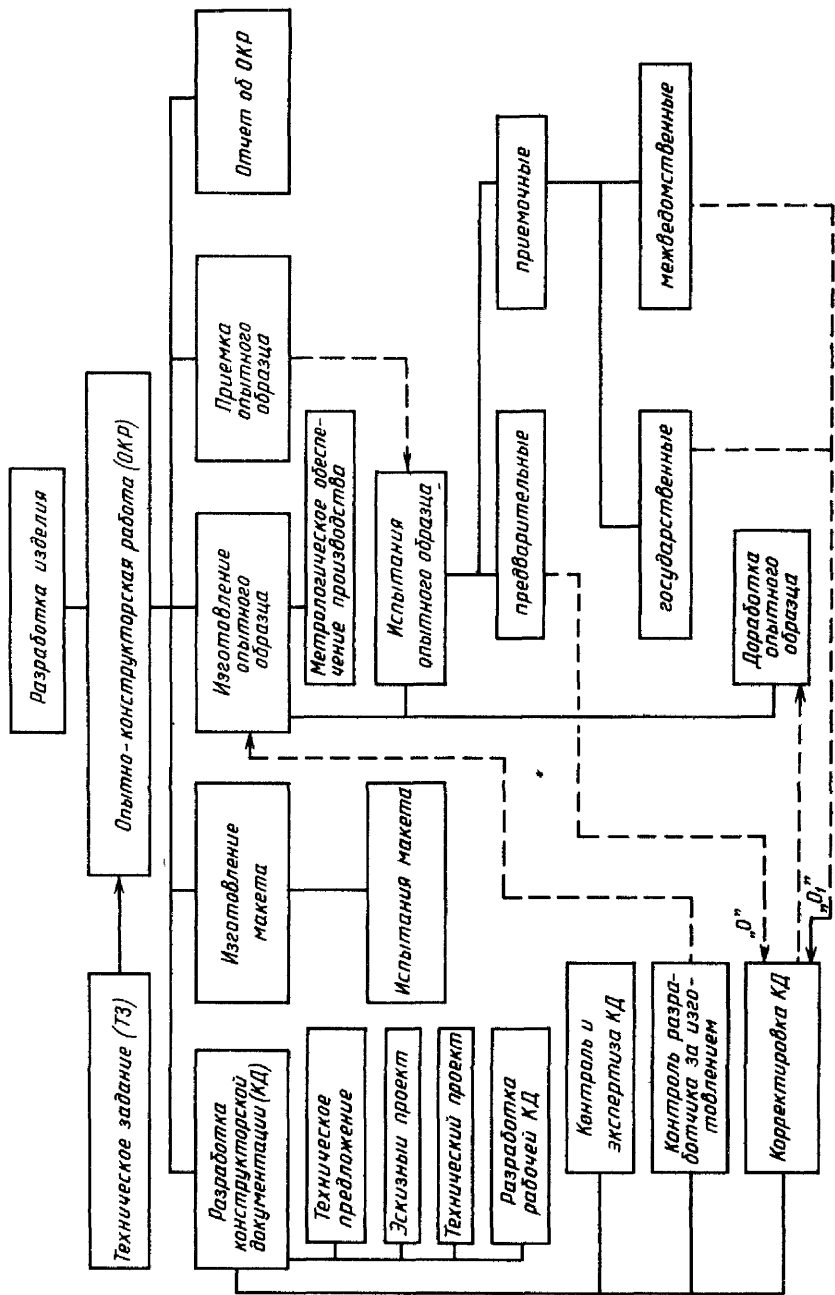 Разработка изделия
Техническое задание (ТЗ)
Опытно-конструкторская работа (ОКР)
Разработка
конструкторской
документации (КД)
Изготовление
макета
Изготовление
опытного
образца
Приемка
опытного
образца
Отчет об ОКР
Техническое
предложение
Эскизный проект
Технический проект
Разработка
рабочей КД
Испытания макета
Метрологическое обеспе-
чение производства
Испытания
опытного образца
предварительные
приемочные
государственные
межведомственные
Контроль и
экспертиза КД
Контроль разра-
ботчика за изго-
товлением
Корректировка КД
„О”
„О1”
Доработка
опытного
образца